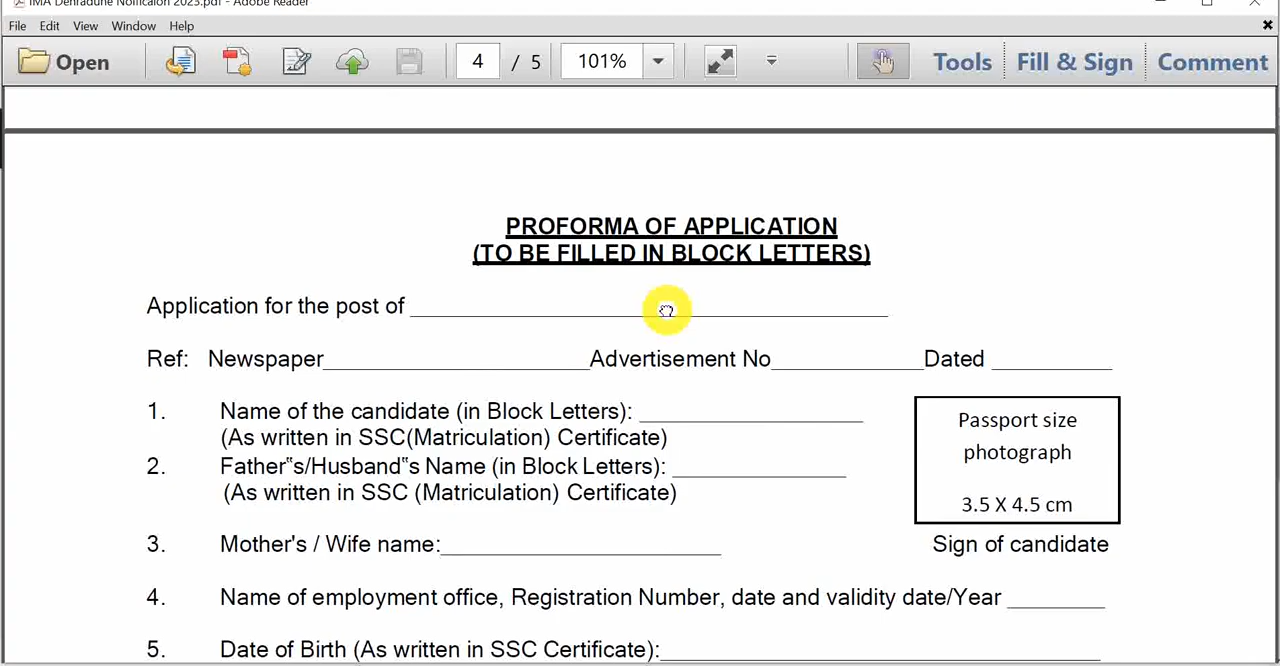 IMA Dehradune Notificaion 2023.pdf - Adobe Reader
File Edit View Window Help
Open 4 / 5 101% Tools Fill & Sign Comment
PROFORMA OF APPLICATION
(TO BE FILLED IN BLOCK LETTERS)
Application for the post of
Ref: Newspaper Advertisement No Dated
1. Name of the candidate (in Block Letters):
(As written in SSC(Matriculation) Certificate)
2. Father‟s/Husband‟s Name (in Block Letters):
(As written in SSC (Matriculation) Certificate)
Passport size
photograph
3.5 X 4.5 cm
3. Mother's / Wife name: Sign of candidate
4. Name of employment office, Registration Number, date and validity date/Year
5. Date of Birth (As written in SSC Certificate):